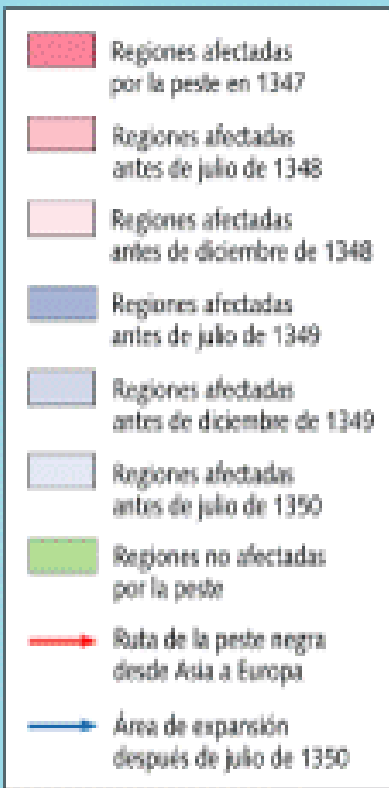 Regiones afectadas
por la peste en 1347
Regiones afectadas
antes de julio de 1348
Regiones afectadas
antes de diciembre de 1348
Regiones afectadas
antes de julio de 1349
Regiones afectadas
antes de diciembre de 1349
Regiones afectadas
antes de julio de 1350
Regiones no afectadas
por la peste
Ruta de la peste negra
desde Asia a Europa
Área de expansión
después de julio de 1350